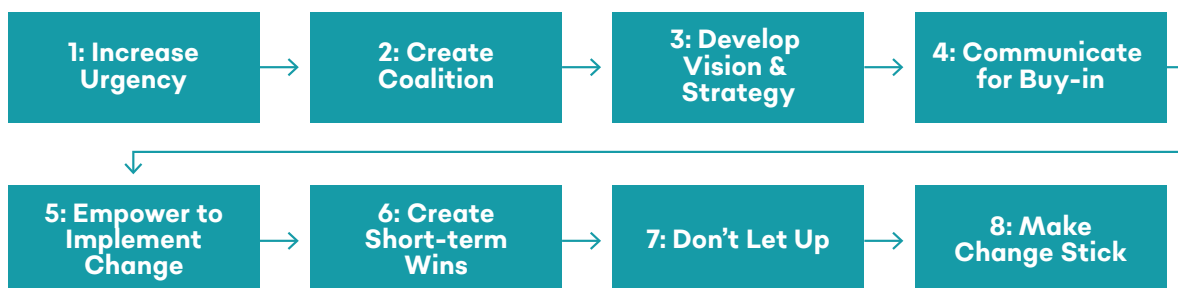 1: Increase
Urgency
2: Create
Coalition
3: Develop
Vision &
Strategy
4: Communicate
for Buy-in
5: Empower to
Implement
Change
6: Create
Short-term
Wins
7: Don’t Let Up
8: Make
Change Stick